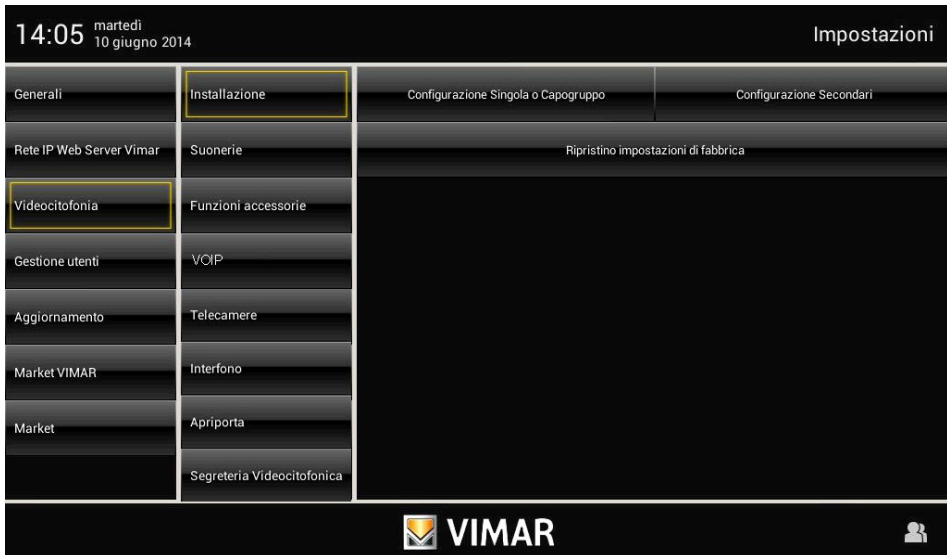 14:05
martedì
10 giugno 2014
Impostazioni
Generali
Rete IP Web Server Vimar
Videocitofonia
Gestione utenti
Aggiornamento
Market VIMAR
Market
Installazione
Suonerie
Funzioni accessorie
VOIP
Telecamere
Interfono
Apriporta
Segreteria Videocitofonica
Configurazione Singola o Capogruppo
Configurazione Secondari
Ripristino impostazioni di fabbrica
VIMAR